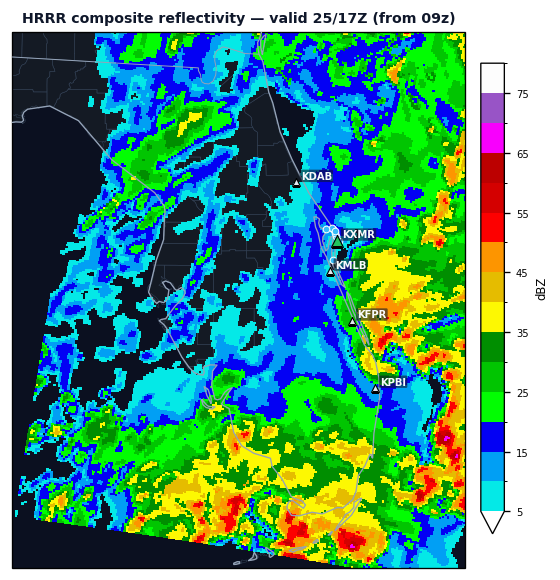 HRRR composite reflectivity — valid 25/17Z (from 09z)
KDAB
KXMR
KMLB
KFPR
KPBI
75
65
55
45
35
25
15
5
dBZ